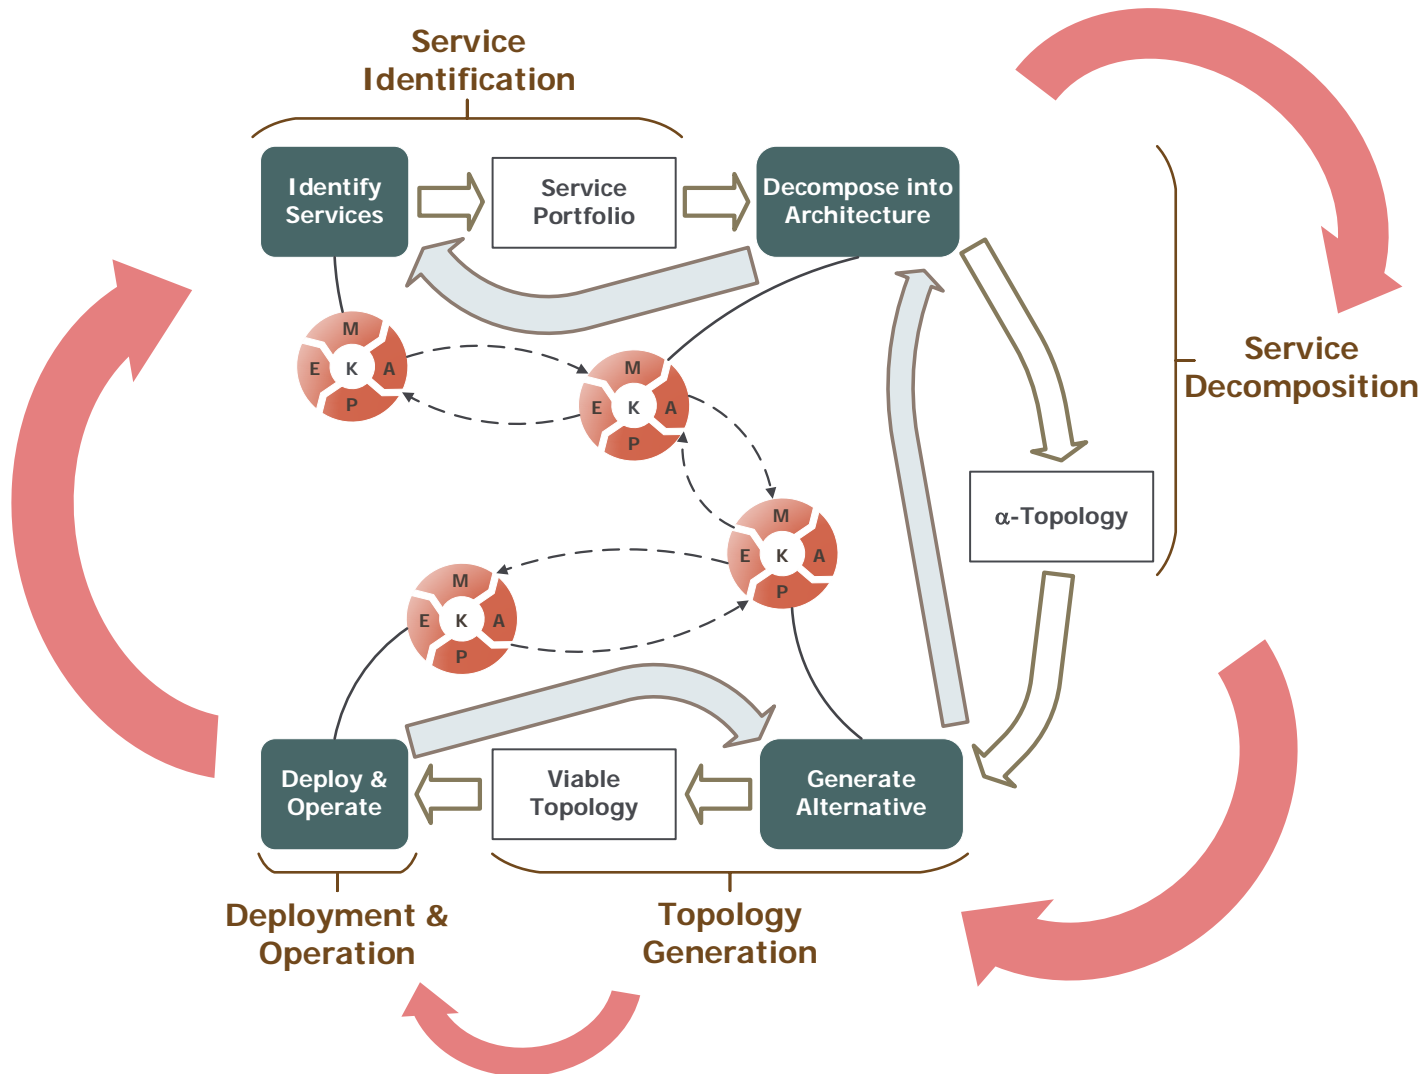 Service
Identification
Identify
Services
Service
Portfolio
Decompose into
Architecture
Service
Decomposition
M
E K A
P
M
E K A
P
α-Topology
M
E K A
P
M
E K A
P
Deploy &
Operate
Viable
Topology
Generate
Alternative
Deployment &
Operation
Topology
Generation